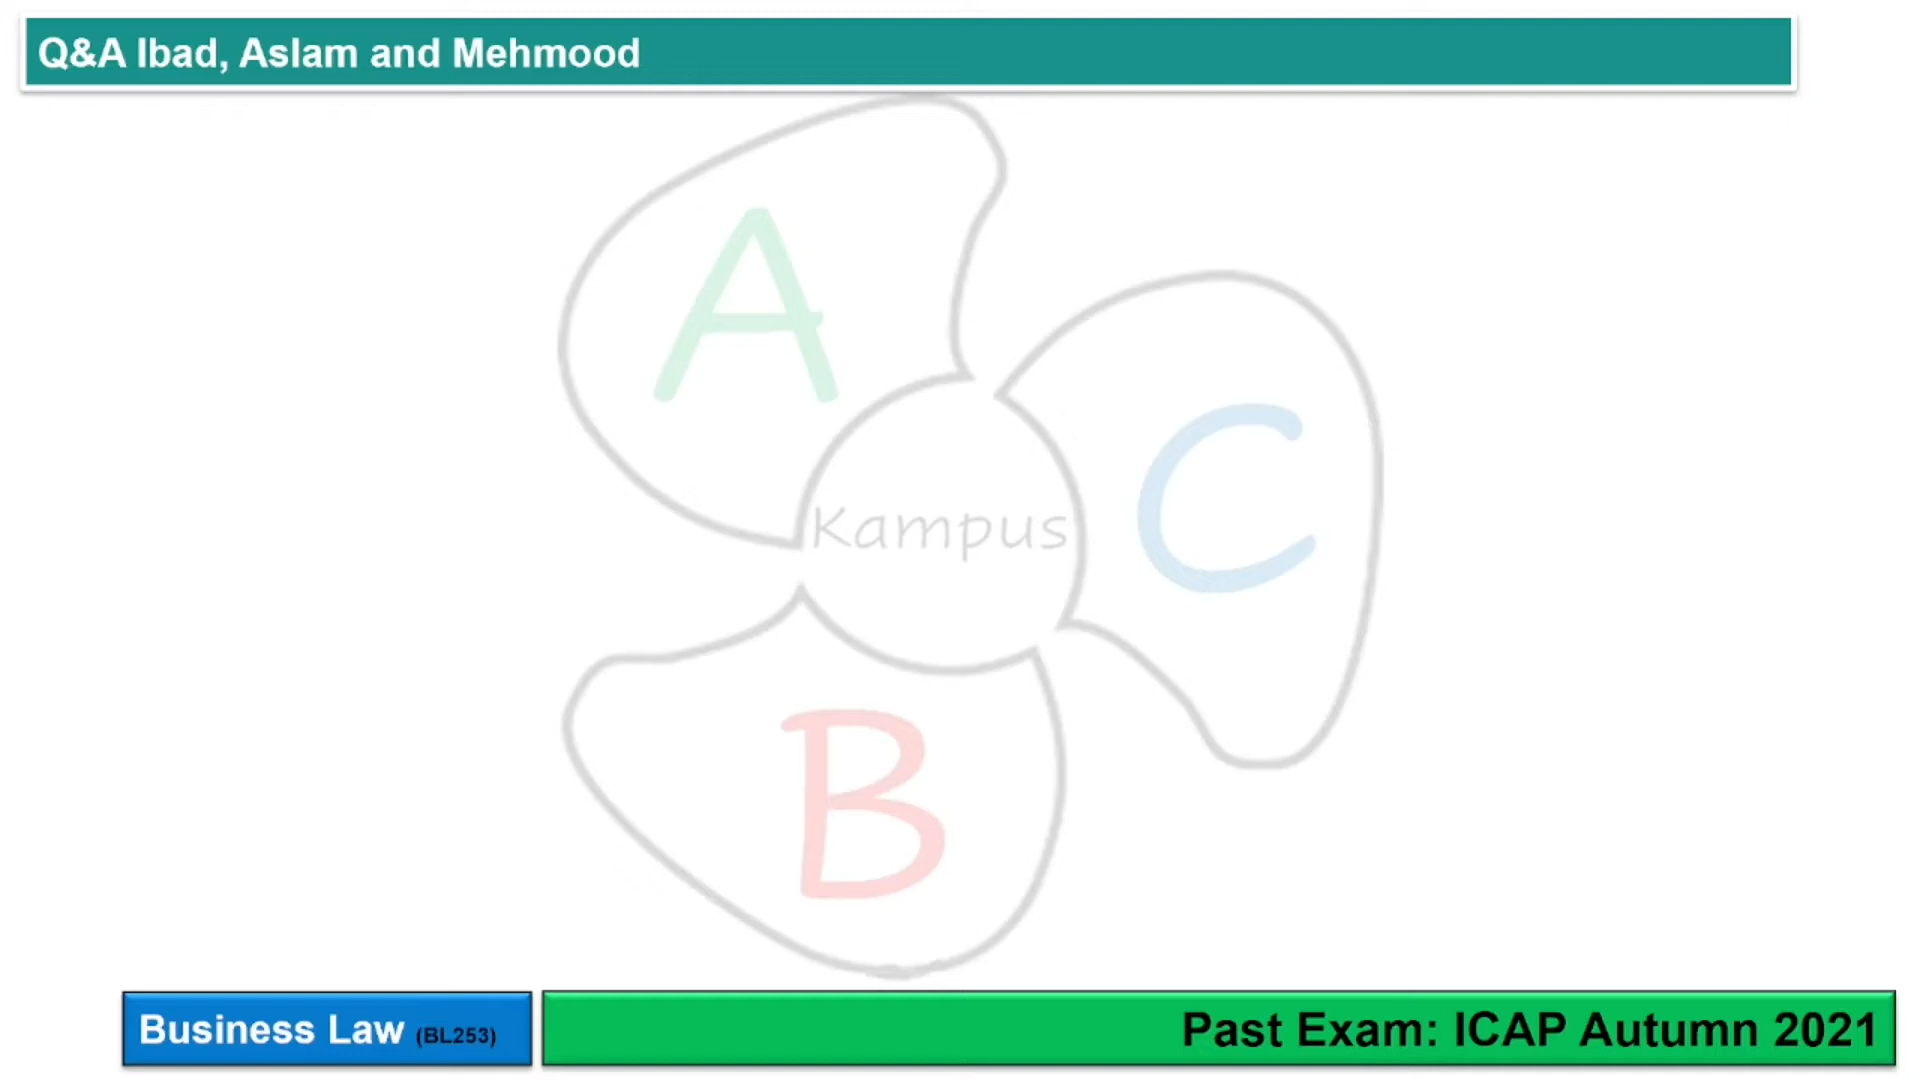 Q&A Ibad, Aslam and Mehmood
A
C
Kampus
B
Business Law (BL253)
Past Exam: ICAP Autumn 2021